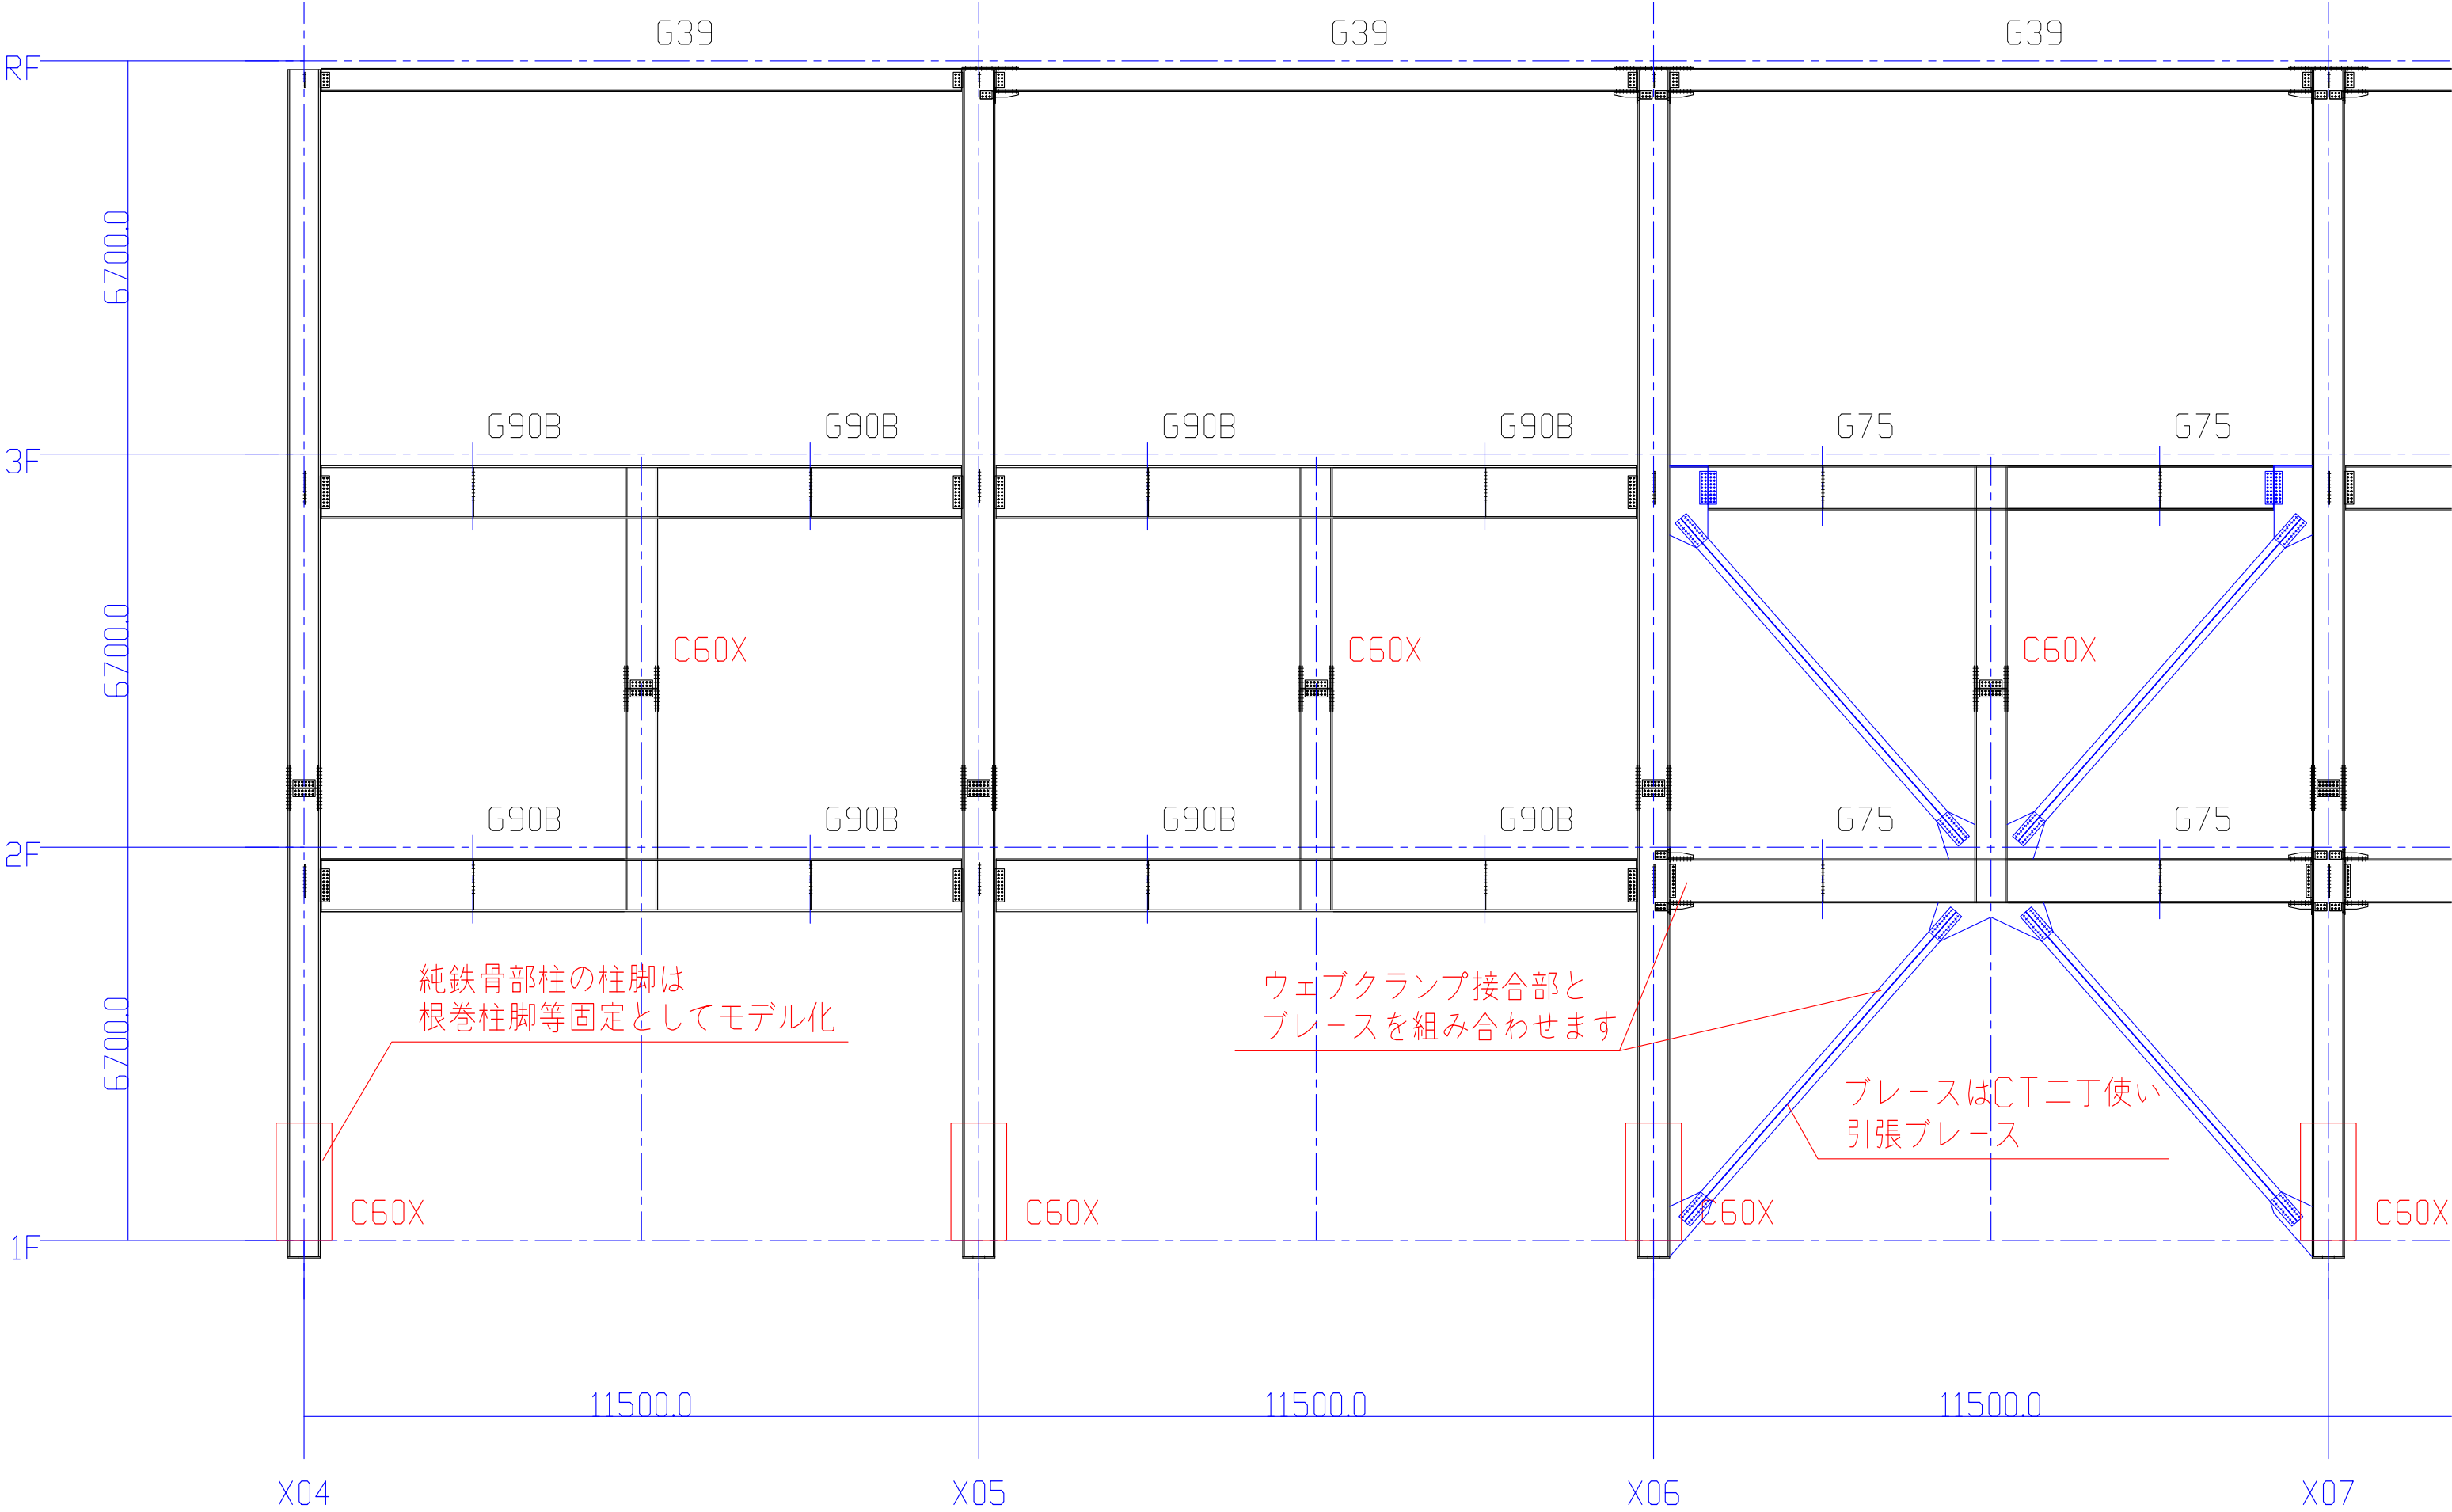 G39 G39 G39
RF
6700.0
G90B G90B G90B G90B G75 G75
3F
6700.0
C60X C60X C60X
G90B G90B G90B G90B G75 G75
2F
純鉄骨部柱の柱脚は
根巻柱脚等固定としてモデル化
ウェブクランプ接合部と
ブレースを組み合わせます
6700.0
ブレースはCT二丁使い
引張ブレース
C60X C60X C60X C60X
1F
11500.0 11500.0 11500.0
X04 X05 X06 X07